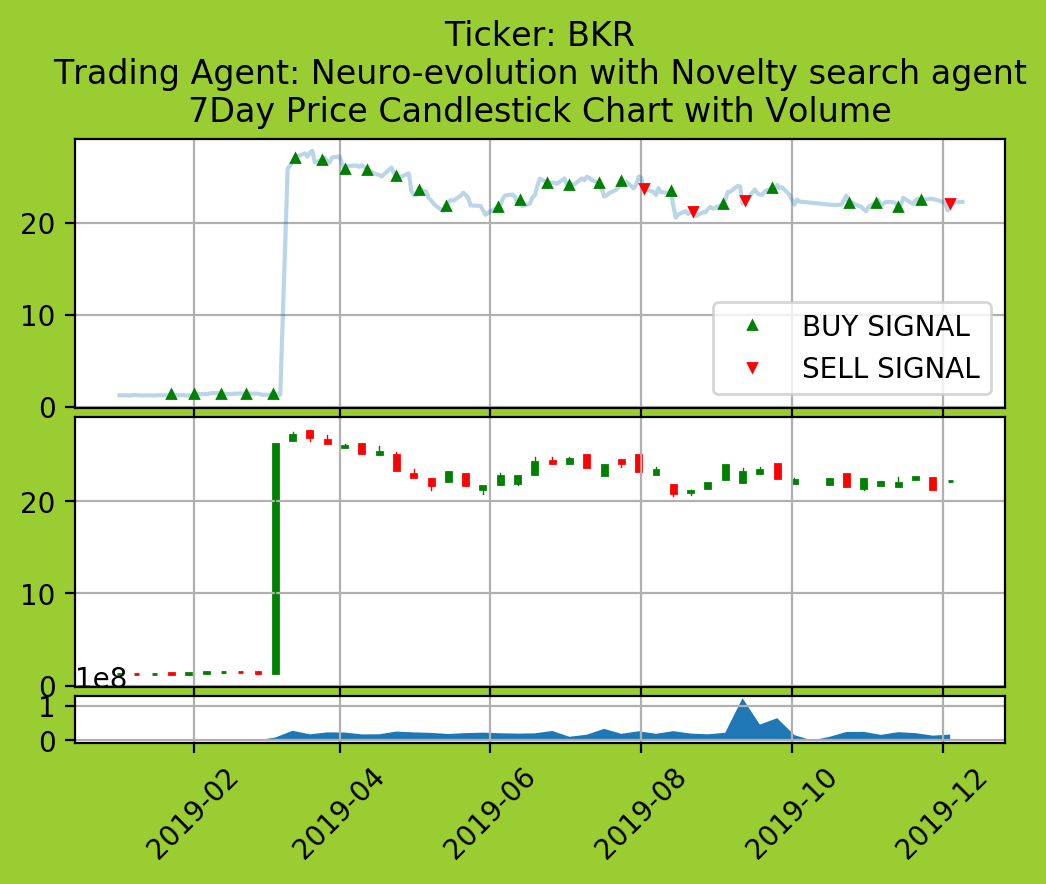 Ticker: BKR
Trading Agent: Neuro-evolution with Novelty search agent
7Day Price Candlestick Chart with Volume
20
10
0
BUY SIGNAL
SELL SIGNAL
20
10
0
1e8
1
0
2019-02
2019-04
2019-06
2019-08
2019-10
2019-12